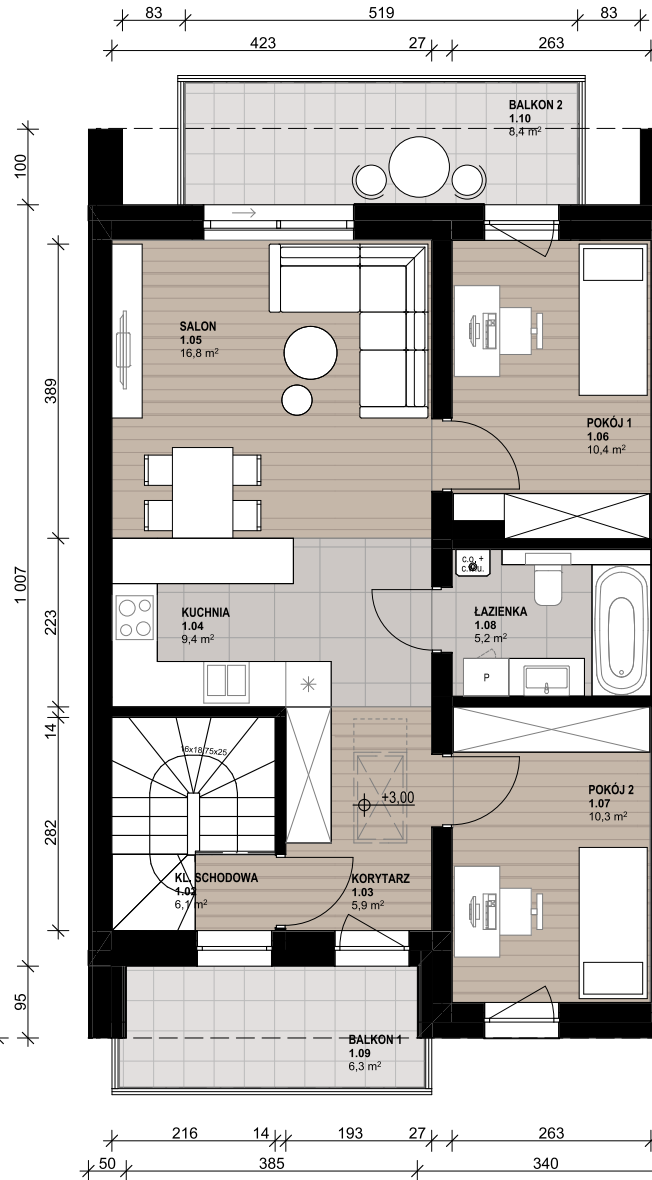 83
519
83
423
27
263
BALKON 2
1.10
8,4 m²
100
SALON
1.05
16,8 m²
389
POKÓJ 1
1.06
10,4 m²
c.o. +
c.w.u.
1 007
223
KUCHNIA
1.04
9,4 m²
ŁAZIENKA
1.08
5,2 m²
P
14
16x18,75x25
+3,00
POKÓJ 2
1.07
10,3 m²
282
KL. SCHODOWA
1.02
6,1 m²
KORYTARZ
1.03
5,9 m²
95
BALKON 1
1.09
6,3 m²
216
14
193
27
263
50
385
340